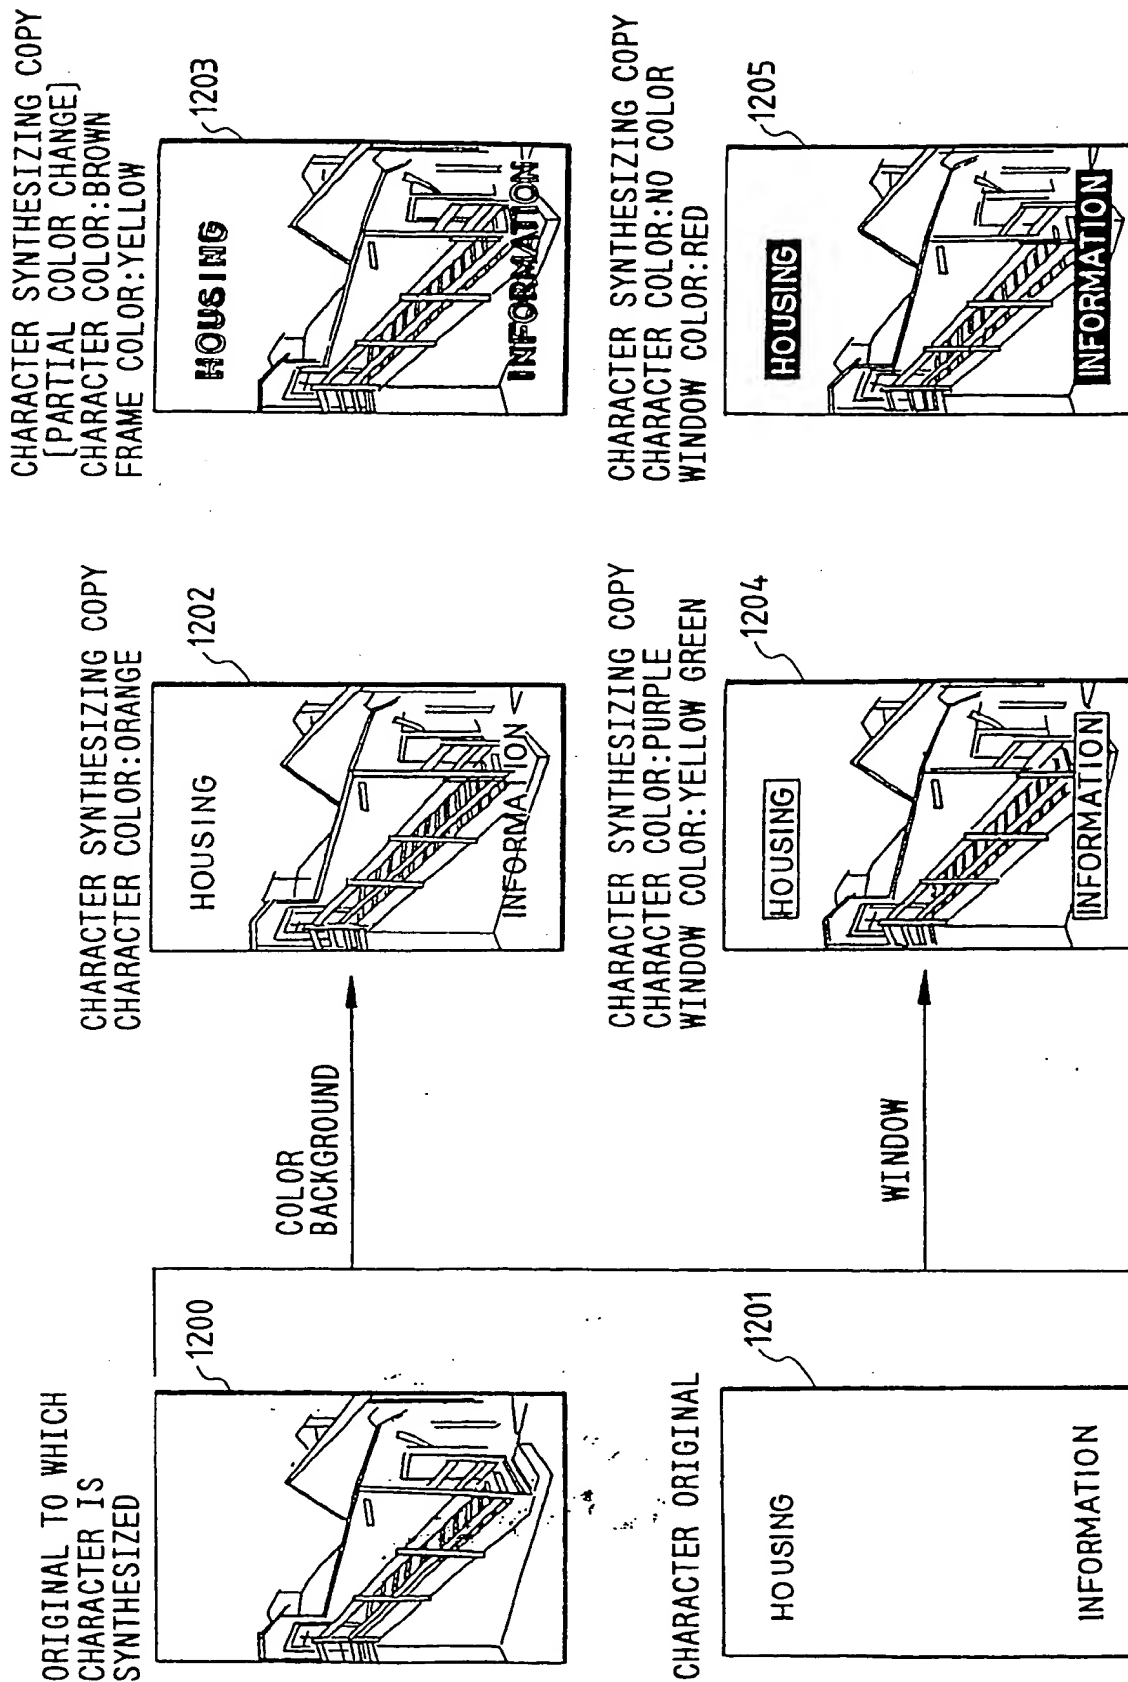 ORIGINAL TO WHICH
CHARACTER IS
SYNTHESIZED
1200
COLOR
BACKGROUND
CHARACTER SYNTHESIZING COPY
CHARACTER COLOR:ORANGE
1202
HOUSING
INFORMATION
CHARACTER SYNTHESIZING COPY
[PARTIAL COLOR CHANGE]
CHARACTER COLOR:BROWN
FRAME COLOR:YELLOW
1203
HOUSING
INFORMATION
CHARACTER ORIGINAL
1201
HOUSING
INFORMATION
WINDOW
CHARACTER SYNTHESIZING COPY
CHARACTER COLOR:PURPLE
WINDOW COLOR:YELLOW GREEN
1204
HOUSING
INFORMATION
CHARACTER SYNTHESIZING COPY
CHARACTER COLOR:NO COLOR
WINDOW COLOR:RED
1205
HOUSING
INFORMATION